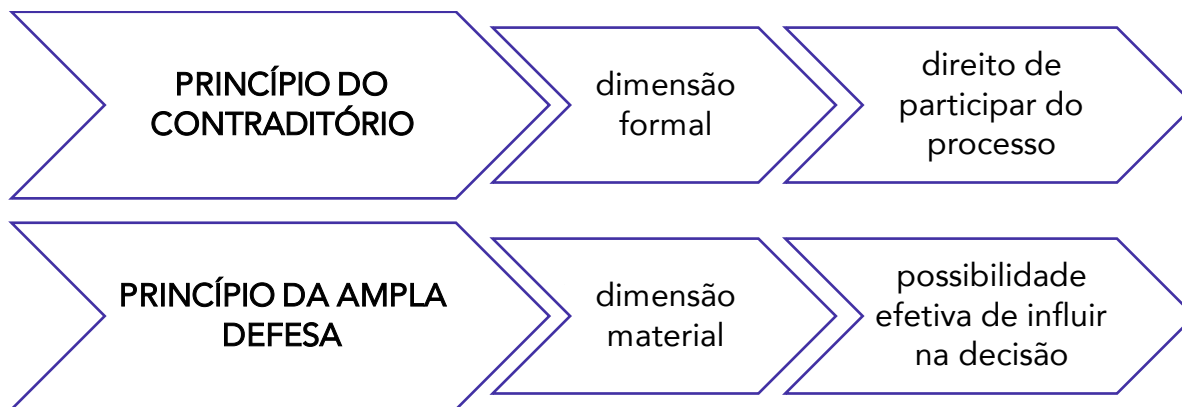 PRINCÍPIO DO
CONTRADITÓRIO
dimensão
formal
direito de
participar do
processo
PRINCÍPIO DA AMPLA
DEFESA
dimensão
material
possibilidade
efetiva de influir
na decisão